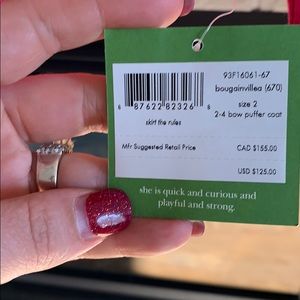 93F16061-67
bougainvillea (670)
6 87622 82326 8
size 2
skirt the rules
2-4 bow puffer coat
Mfr Suggested Retail Price
CAD $155.00
USD $125.00
she is quick and curious and
playful and strong.